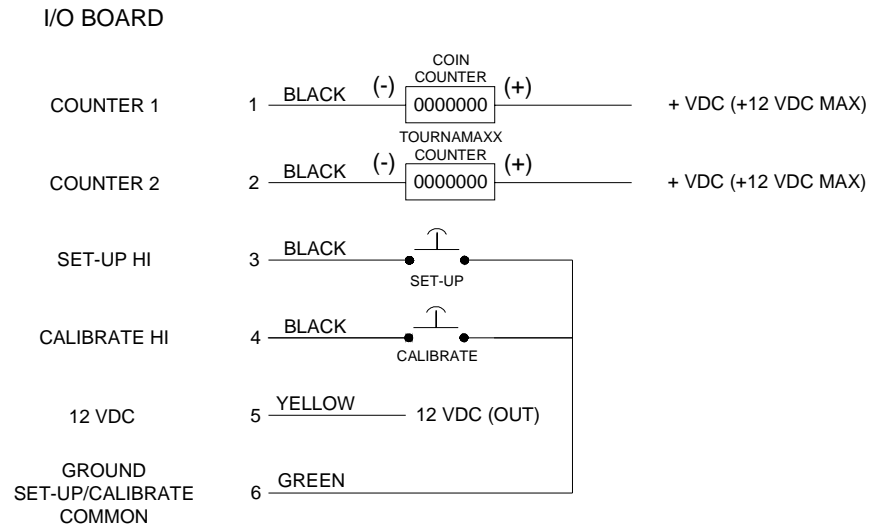 I/O BOARD
COUNTER 1 1 BLACK (-) COIN COUNTER 0000000 (+) + VDC (+12 VDC MAX)
COUNTER 2 2 BLACK (-) TOURNAMAXX COUNTER 0000000 (+) + VDC (+12 VDC MAX)
SET-UP HI 3 BLACK SET-UP
CALIBRATE HI 4 BLACK CALIBRATE
12 VDC 5 YELLOW 12 VDC (OUT)
GROUND
SET-UP/CALIBRATE 6 GREEN
COMMON